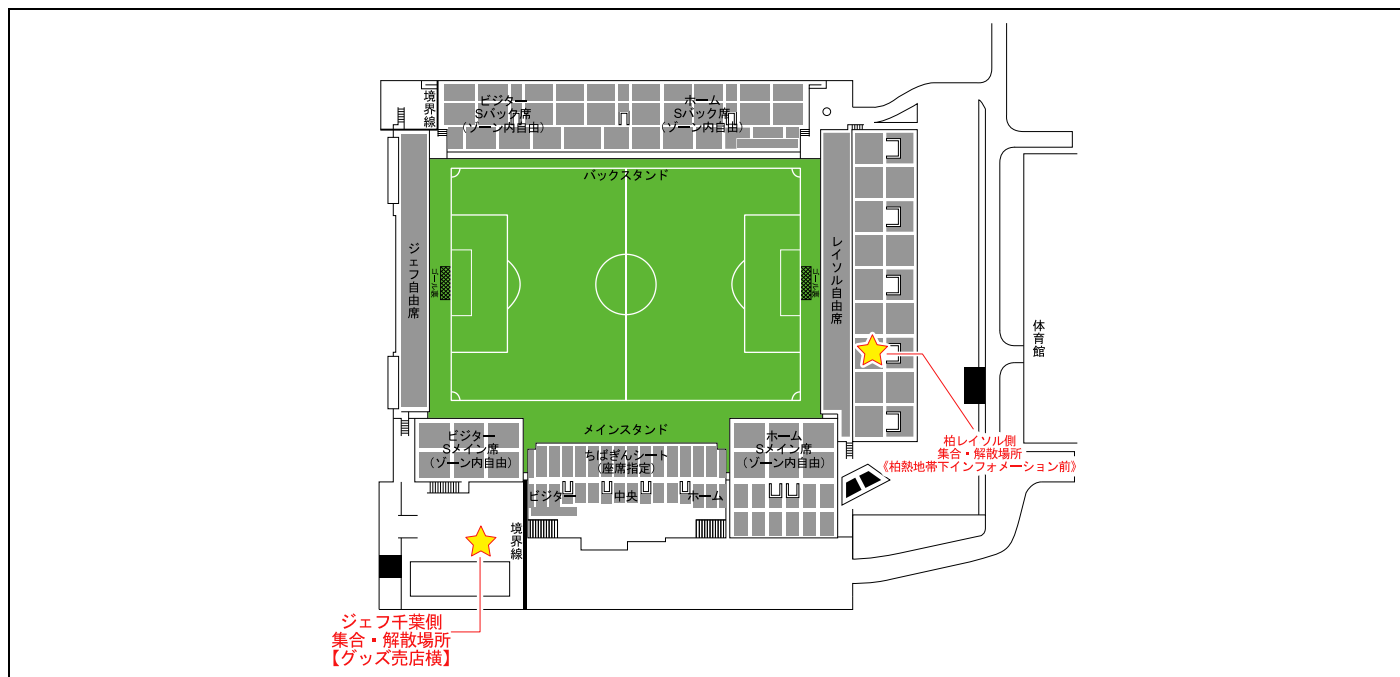 境界線
ビジター
Sバック席
(ゾーン内自由)
ホーム
Sバック席
(ゾーン内自由)
バックスタンド
ジェフ自由席
ゴール裏
ゴール裏
レイソル自由席
体育館
柏レイソル側
集合・解散場所
《柏熱地帯下インフォメーション前》
メインスタンド
ビジター
Sメイン席
(ゾーン内自由)
ちばぎんシート
(座席指定)
ホーム
Sメイン席
(ゾーン内自由)
ビジター
中央
ホーム
境界線
ジェフ千葉側
集合・解散場所
【グッズ売店横】